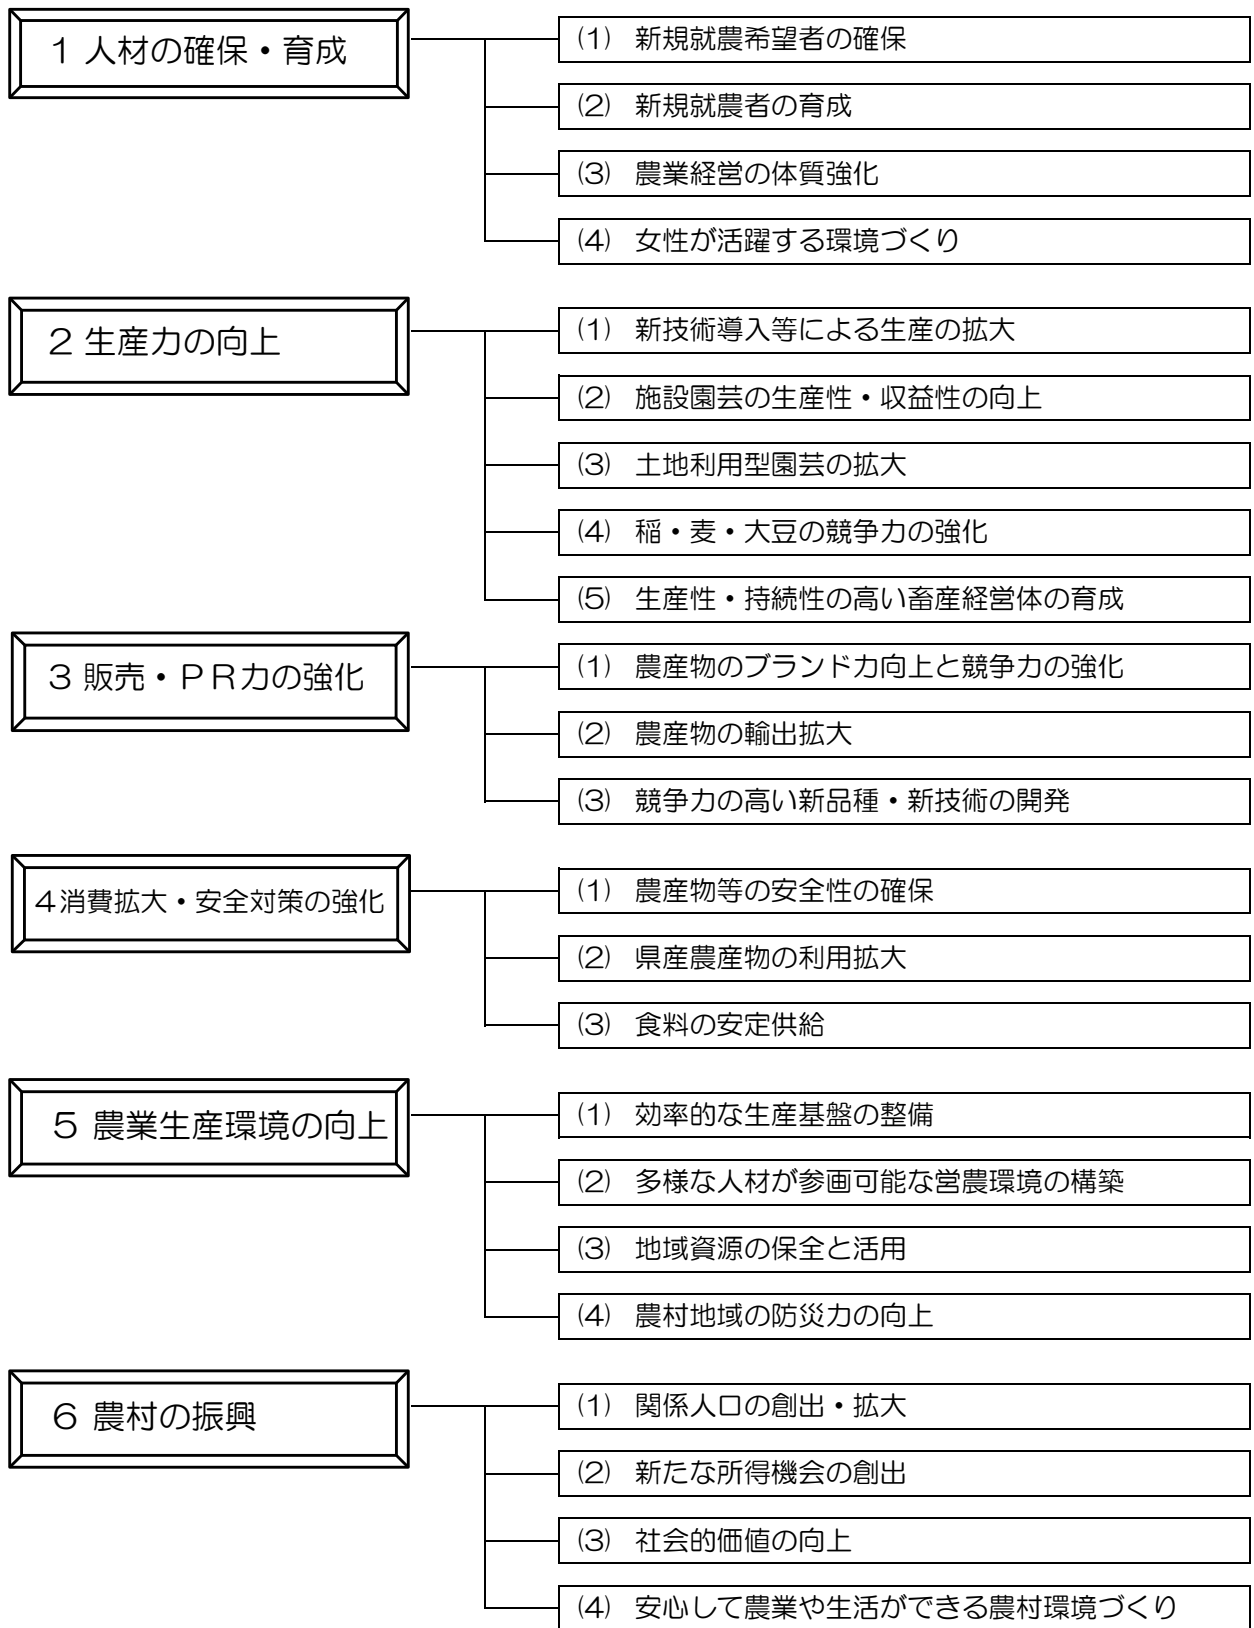 1 人材の確保・育成
(1) 新規就農希望者の確保
(2) 新規就農者の育成
(3) 農業経営の体質強化
(4) 女性が活躍する環境づくり
2 生産力の向上
(1) 新技術導入等による生産の拡大
(2) 施設園芸の生産性・収益性の向上
(3) 土地利用型園芸の拡大
(4) 稲・麦・大豆の競争力の強化
(5) 生産性・持続性の高い畜産経営体の育成
3 販売・PR力の強化
(1) 農産物のブランド力向上と競争力の強化
(2) 農産物の輸出拡大
(3) 競争力の高い新品種・新技術の開発
4消費拡大・安全対策の強化
(1) 農産物等の安全性の確保
(2) 県産農産物の利用拡大
(3) 食料の安定供給
5 農業生産環境の向上
(1) 効率的な生産基盤の整備
(2) 多様な人材が参画可能な営農環境の構築
(3) 地域資源の保全と活用
(4) 農村地域の防災力の向上
6 農村の振興
(1) 関係人口の創出・拡大
(2) 新たな所得機会の創出
(3) 社会的価値の向上
(4) 安心して農業や生活ができる農村環境づくり